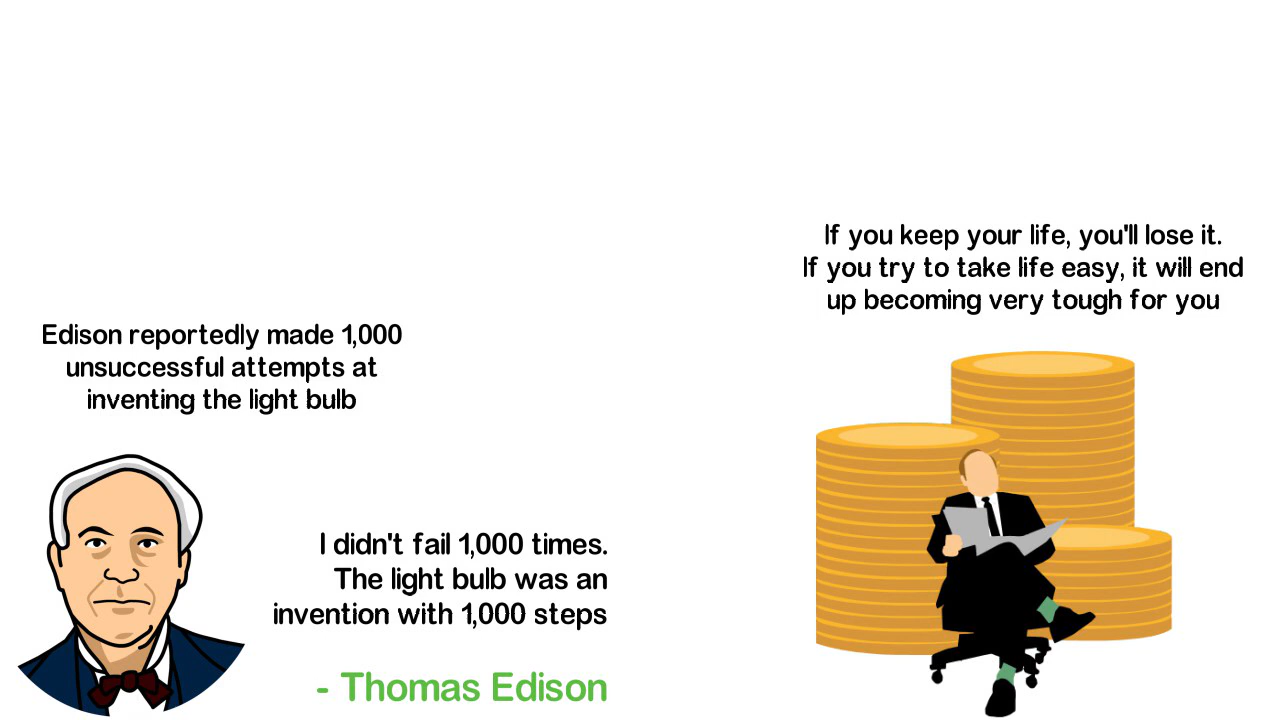 Edison reportedly made 1,000
unsuccessful attempts at
inventing the light bulb
I didn't fail 1,000 times.
The light bulb was an
invention with 1,000 steps
- Thomas Edison
If you keep your life, you'll lose it.
If you try to take life easy, it will end
up becoming very tough for you